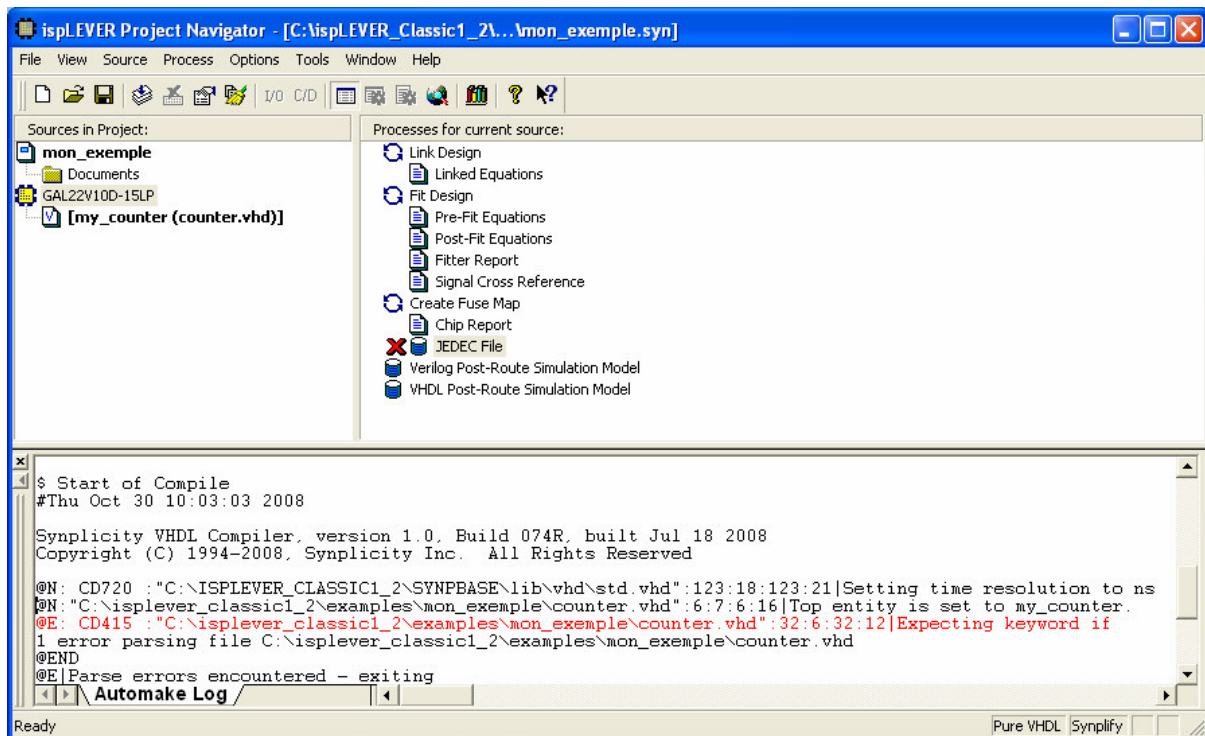 ispLEVER Project Navigator - [C:\ispLEVER_Classic1_2\...\mon_exemple.syn]
File View Source Process Options Tools Window Help
I/O C/D
Sources in Project:
mon_exemple
Documents
GAL22V10D-15LP
[my_counter (counter.vhd)]
Processes for current source:
Link Design
Linked Equations
Fit Design
Pre-Fit Equations
Post-Fit Equations
Fitter Report
Signal Cross Reference
Create Fuse Map
Chip Report
JEDEC File
Verilog Post-Route Simulation Model
VHDL Post-Route Simulation Model
$ Start of Compile
#Thu Oct 30 10:03:03 2008
Synplicity VHDL Compiler, version 1.0, Build 074R, built Jul 18 2008
Copyright (C) 1994-2008, Synplicity Inc. All Rights Reserved
@N: CD720 :"C:\ISPLEVER_CLASSIC1_2\SYNPBASE\lib\vhd\std.vhd":123:18:123:21|Setting time resolution to ns
@N:"C:\isplever_classic1_2\examples\mon_exemple\counter.vhd":6:7:6:16|Top entity is set to my_counter.
@E: CD415 :"C:\isplever_classic1_2\examples\mon_exemple\counter.vhd":32:6:32:12|Expecting keyword if
1 error parsing file C:\isplever_classic1_2\examples\mon_exemple\counter.vhd
@END
@E|Parse errors encountered - exiting
Automake Log
Ready
Pure VHDL Synplify